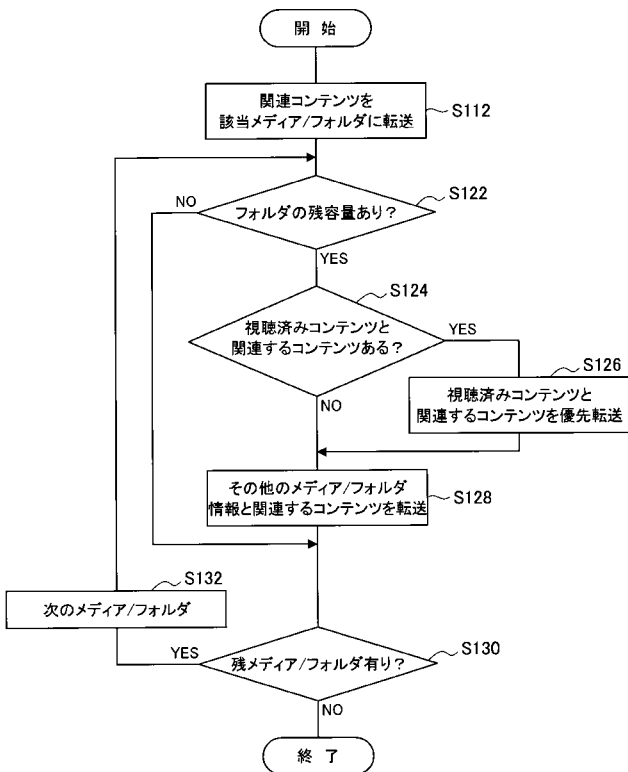 開 始
関連コンテンツを
該当メディア/フォルダに転送
S112
フォルダの残容量あり?
S122
NO
YES
視聴済みコンテンツと
関連するコンテンツある?
S124
YES
NO
視聴済みコンテンツと
関連するコンテンツを優先転送
S126
その他のメディア/フォルダ
情報と関連するコンテンツを転送
S128
次のメディア/フォルダ
S132
残メディア/フォルダ有り?
S130
YES
NO
終 了